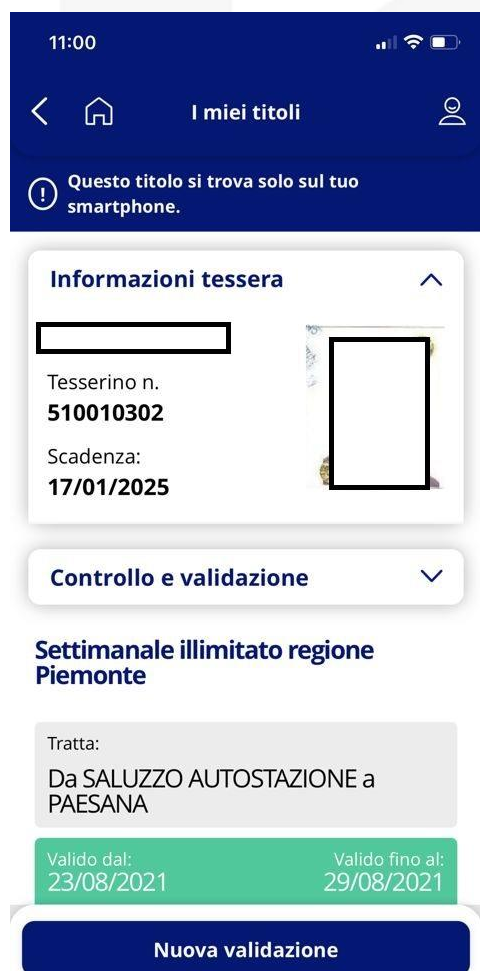 11:00
I miei titoli
Questo titolo si trova solo sul tuo
smartphone.
Informazioni tessera
Tesserino n.
510010302
Scadenza:
17/01/2025
Controllo e validazione
Settimanale illimitato regione
Piemonte
Tratta:
Da SALUZZO AUTOSTAZIONE a
PAESANA
Valido dal: Valido fino al:
23/08/2021 29/08/2021
Nuova validazione